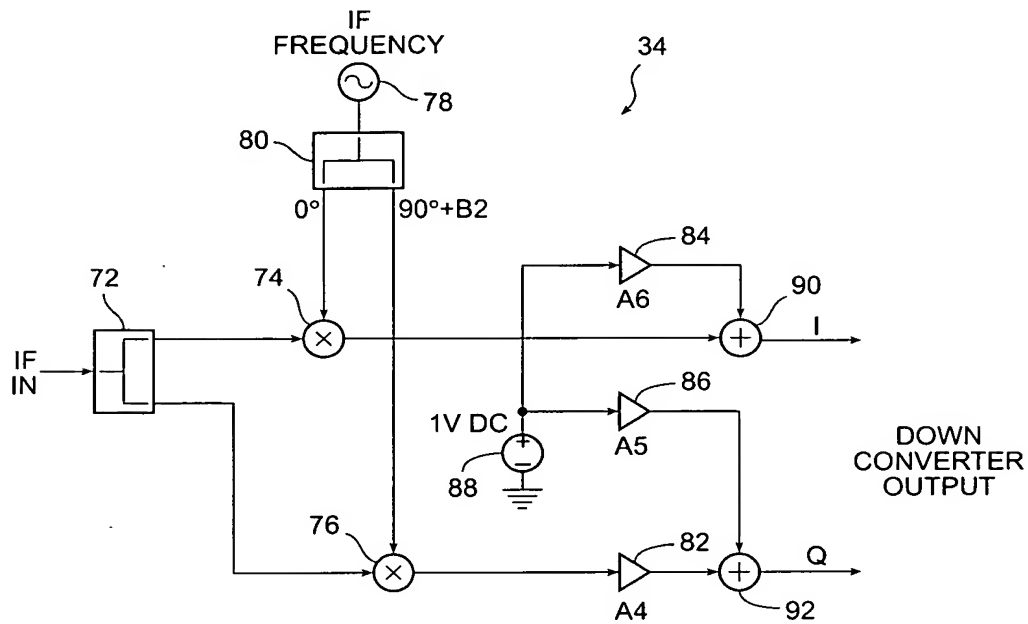 IF
FREQUENCY
78
34
80
0°
90°+B2
84
A6
90
I
72
74
IF
IN
86
A5
1V DC
+
−
88
DOWN
CONVERTER
OUTPUT
76
82
A4
Q
92